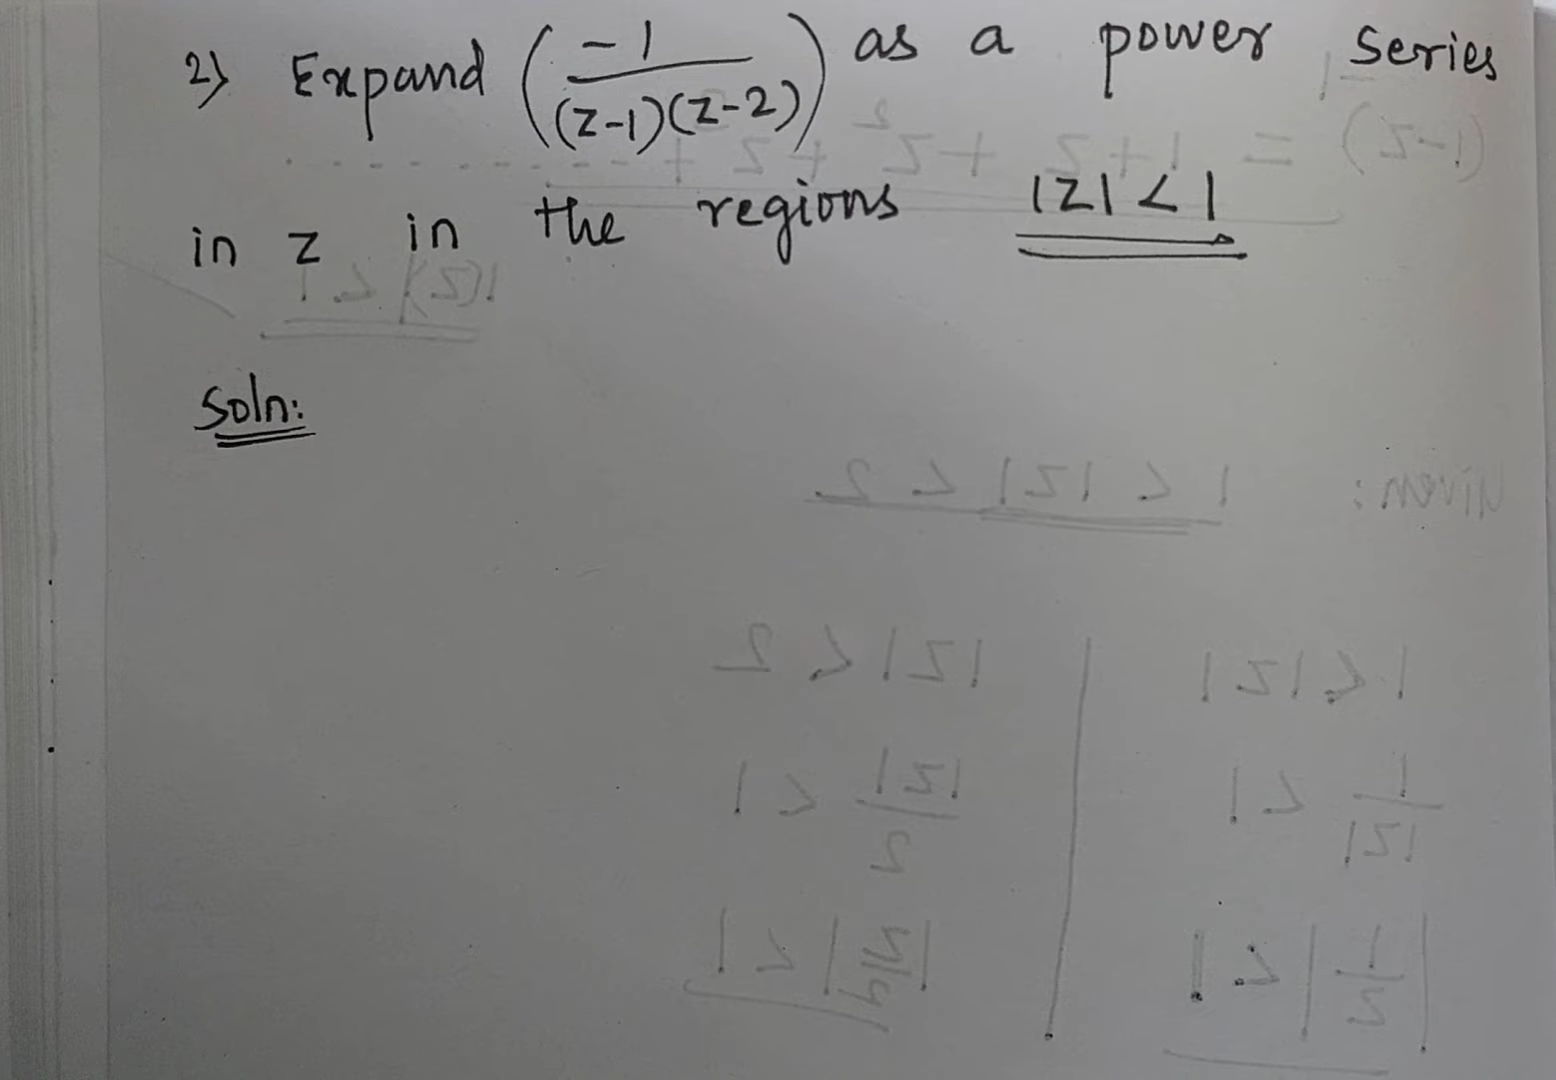 2) Expand (-1/((z-1)(z-2))) as a power series
in z in the regions |z| < 1
Soln: